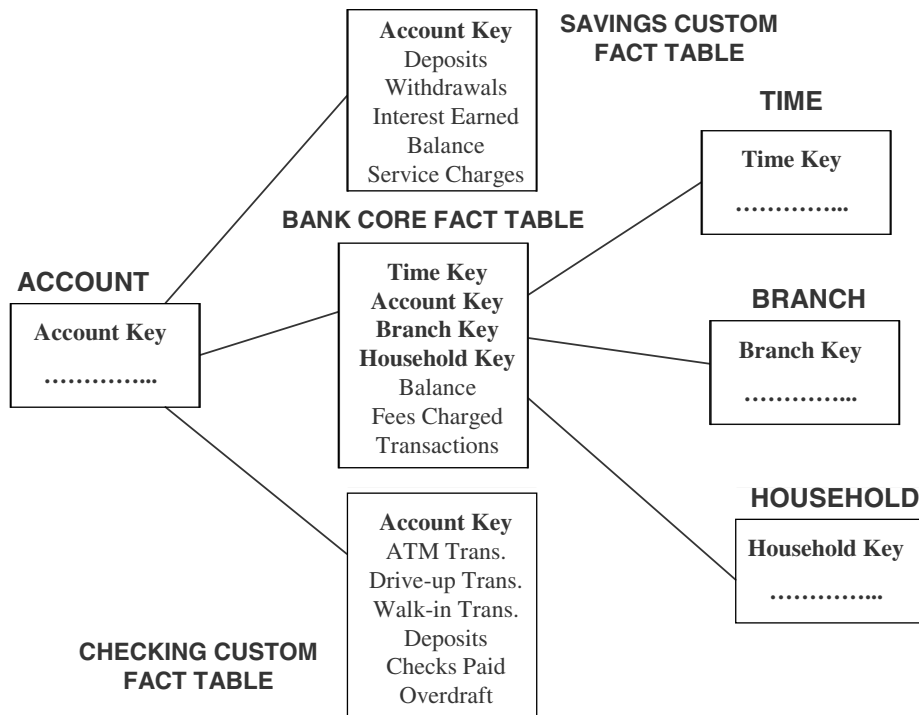 SAVINGS CUSTOM
FACT TABLE
Account Key
Deposits
Withdrawals
Interest Earned
Balance
Service Charges
TIME
Time Key
…………...
BANK CORE FACT TABLE
Time Key
Account Key
Branch Key
Household Key
Balance
Fees Charged
Transactions
ACCOUNT
Account Key
…………...
BRANCH
Branch Key
…………...
HOUSEHOLD
Household Key
…………...
CHECKING CUSTOM
FACT TABLE
Account Key
ATM Trans.
Drive-up Trans.
Walk-in Trans.
Deposits
Checks Paid
Overdraft